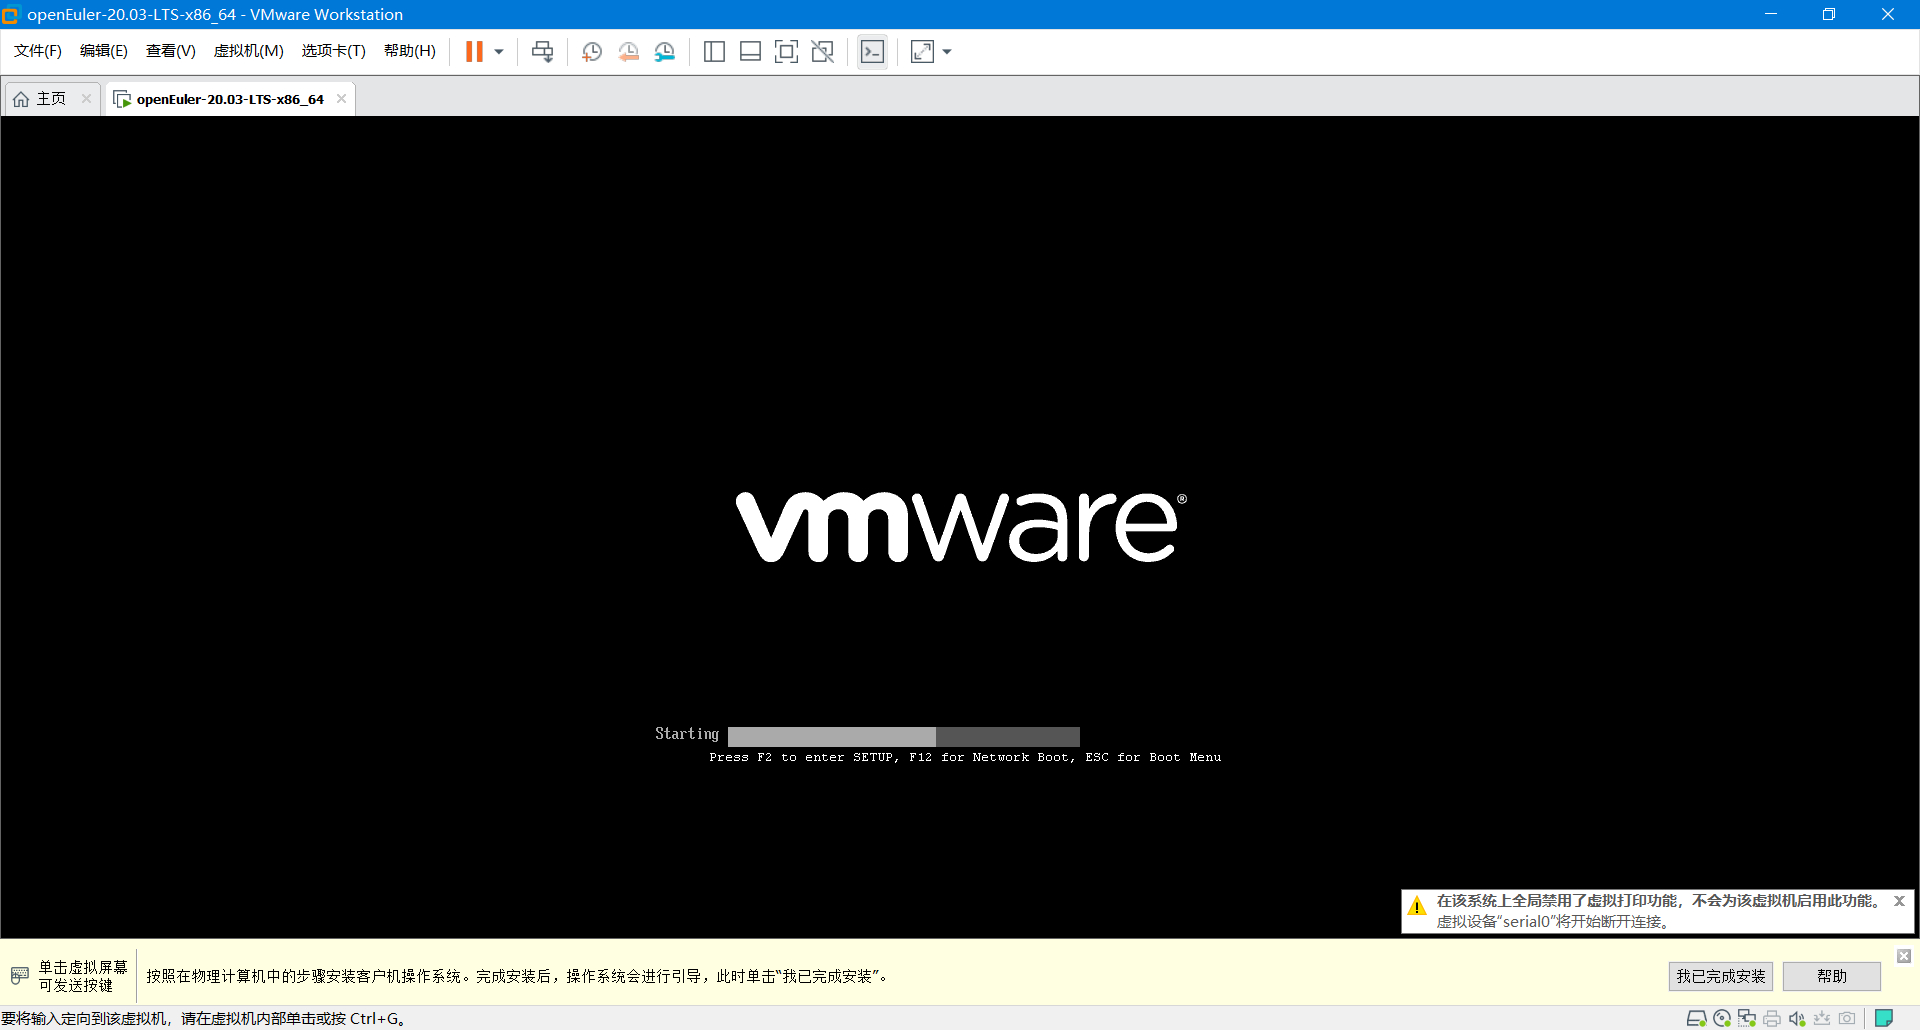 openEuler-20.03-LTS-x86_64 - VMware Workstation
文件(F) 编辑(E) 查看(V) 虚拟机(M) 选项卡(T) 帮助(H)
主页 openEuler-20.03-LTS-x86_64
vmware®
Starting
Press F2 to enter SETUP, F12 for Network Boot, ESC for Boot Menu
在该系统上全局禁用了虚拟打印功能，不会为该虚拟机启用此功能。
虚拟设备“serial0”将开始断开连接。
单击虚拟屏幕
可发送按键
按照在物理计算机中的步骤安装客户机操作系统。完成安装后，操作系统会进行引导，此时单击“我已完成安装”。
我已完成安装 帮助
要将输入定向到该虚拟机，请在虚拟机内部单击或按 Ctrl+G。